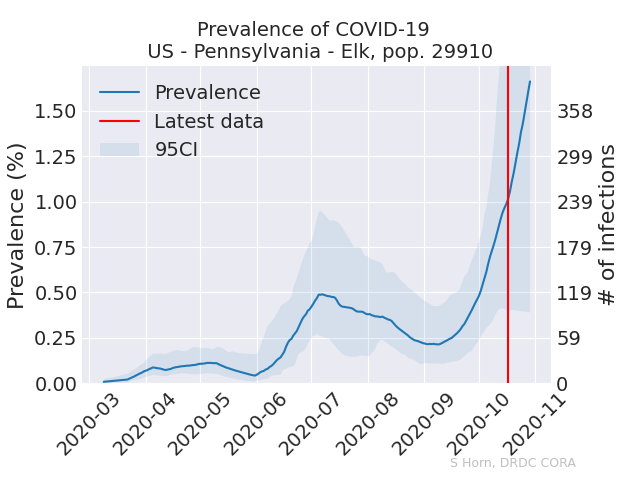 Prevalence of COVID-19
US - Pennsylvania - Elk, pop. 29910
Prevalence
Latest data
95CI
Prevalence (%)
1.50
1.25
1.00
0.75
0.50
0.25
0.00
358
299
239
179
119
59
0
# of infections
2020-03
2020-04
2020-05
2020-06
2020-07
2020-08
2020-09
2020-10
2020-11
S Horn, DRDC CORA